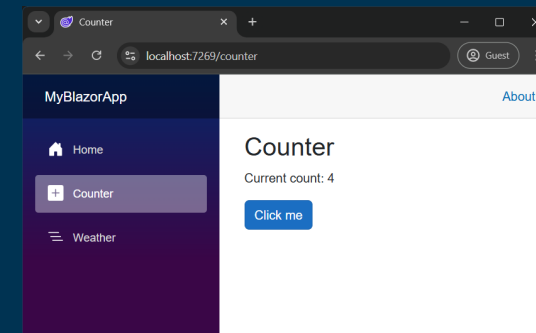 Counter
localhost:7269/counter
Guest
MyBlazorApp
About
Home
Counter
Weather
Counter
Current count: 4
Click me